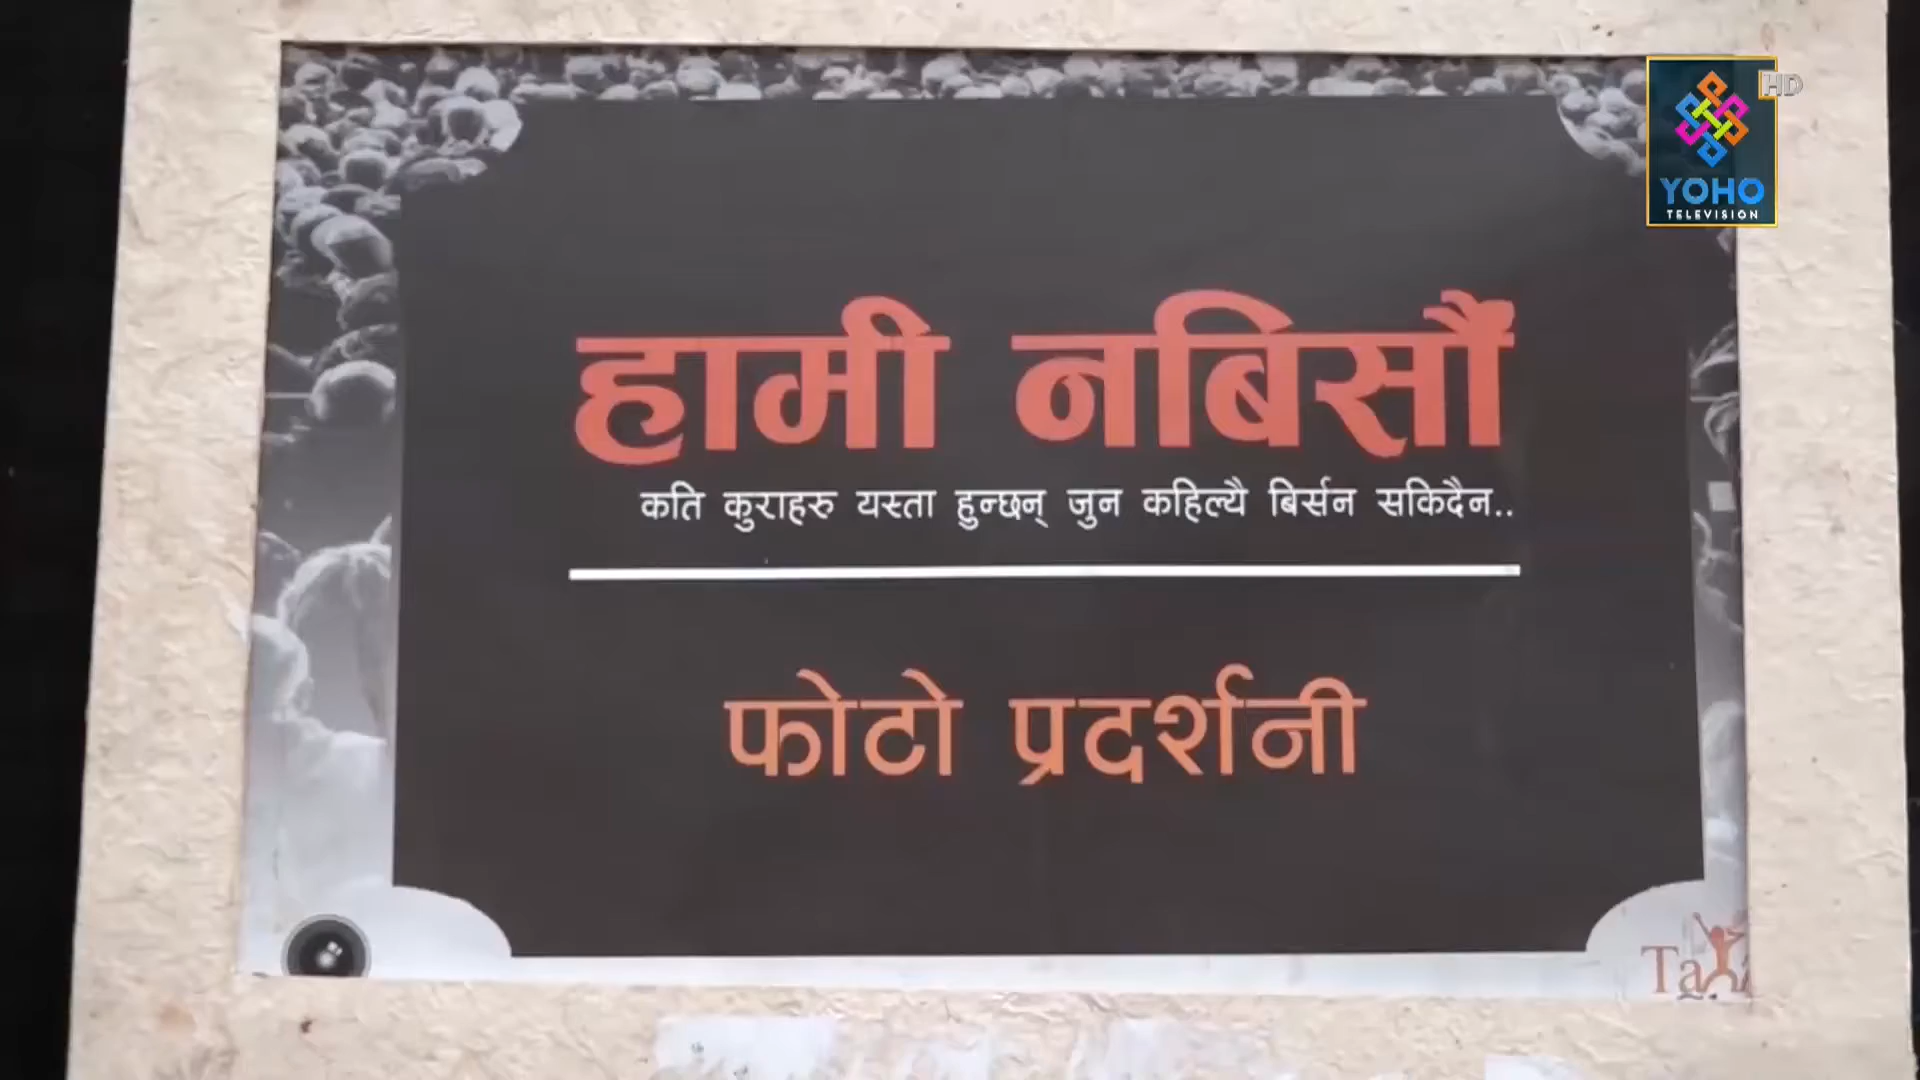 HD
YOHO
TELEVISION
हामी नबिर्सौं
कति कुराहरु यस्ता हुन्छन् जुन कहिल्यै बिर्सन सकिदैन..
फोटो प्रदर्शनी